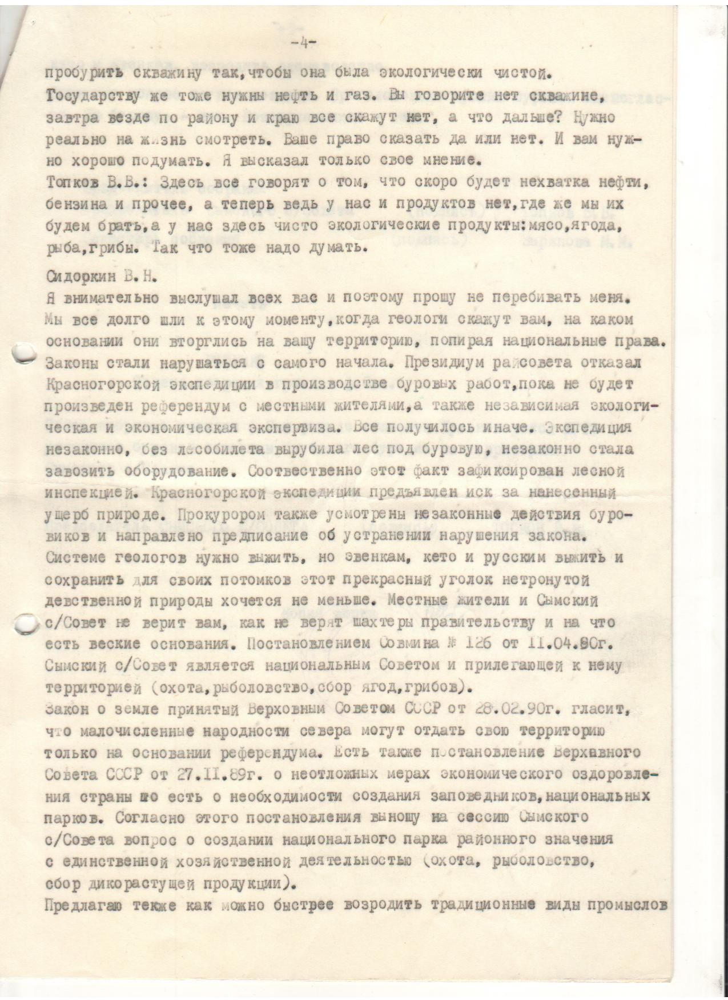 -4-
пробурить скважину так,чтобы она была экологически чистой.
Государству же тоже нужны нефть и газ. Вы говорите нет скважине,
завтра везде по району и краю все скажут нет, а что дальше? Нужно
реально на жизнь смотреть. Ваше право сказать да или нет. И вам нуж-
но хорошо подумать. Я высказал только свое мнение.
Топков В.В.: Здесь все говорят о том, что скоро будет нехватка нефти,
бензина и прочее, а теперь ведь у нас и продуктов нет,где же мы их
будем брать,а у нас здесь чисто экологические продукты:мясо,ягода,
рыба,грибы. Так что тоже надо думать.
Сидоркин В.Н.
Я внимательно выслушал всех вас и поэтому прошу не перебивать меня.
Мы все долго шли к этому моменту,когда геологи скажут вам, на каком
основании они вторглись на вашу территорию, попирая национальные права.
Законы стали нарушаться с самого начала. Президиум райсовета отказал
Красногорской экспедиции в производстве буровых работ,пока не будет
произведен референдум с местными жителями,а также независимая экологи-
ческая и экономическая экспертиза. Все получилось иначе. Экспедиция
незаконно, без лесобилета вырубила лес под буровую, незаконно стала
завозить оборудование. Соотвественно этот факт зафиксирован лесной
инспекцией. Красногорской экспедиции предъявлен иск за нанесенный
ущерб природе. Прокурором также усмотрены незаконные действия буро-
виков и направлено предписание об устранении нарушения закона.
Системе геологов нужно выжить, но эвенкам, кето и русским выжить и
сохранить для своих потомков этот прекрасный уголок нетронутой
девственной природы хочется не меньше. Местные жители и Сымский
с/Совет не верит вам, как не верят шахтеры правительству и на что
есть веские основания. Постановлением Совмина № 126 от II.04.90г.
Сымский с/Совет является национальным Советом и прилегающей к нему
территорией (охота,рыболовство,сбор ягод,грибов).
Закон о земле принятый Верховным Советом СССР от 28.02.90г. гласит,
что малочисленные народности севера могут отдать свою территорию
только на основании референдума. Есть также постановление Верхавного
Совета СССР от 27.II.89г. о неотложных мерах экономического оздоровле-
ния страны то есть о необходимости создания заповедников,национальных
парков. Согласно этого постановления выношу на сессию Сымского
с/Совета вопрос о создании национального парка районного значения
с единственной хозяйственной деятельностью (охота, рыболовство,
сбор дикорастущей продукции).
Предлагаю текже как можно быстрее возродить традиционные виды промыслов